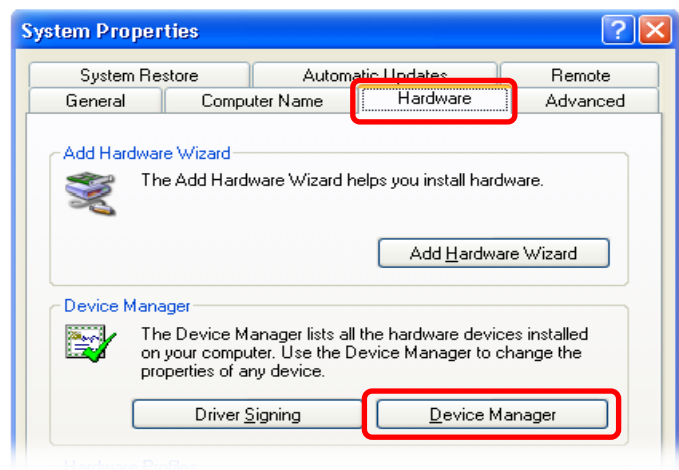 System Properties
System Restore Automatic Updates Remote
General Computer Name Hardware Advanced
Add Hardware Wizard
The Add Hardware Wizard helps you install hardware.
Add Hardware Wizard
Device Manager
The Device Manager lists all the hardware devices installed
on your computer. Use the Device Manager to change the
properties of any device.
Driver Signing Device Manager
Hardware Profiles